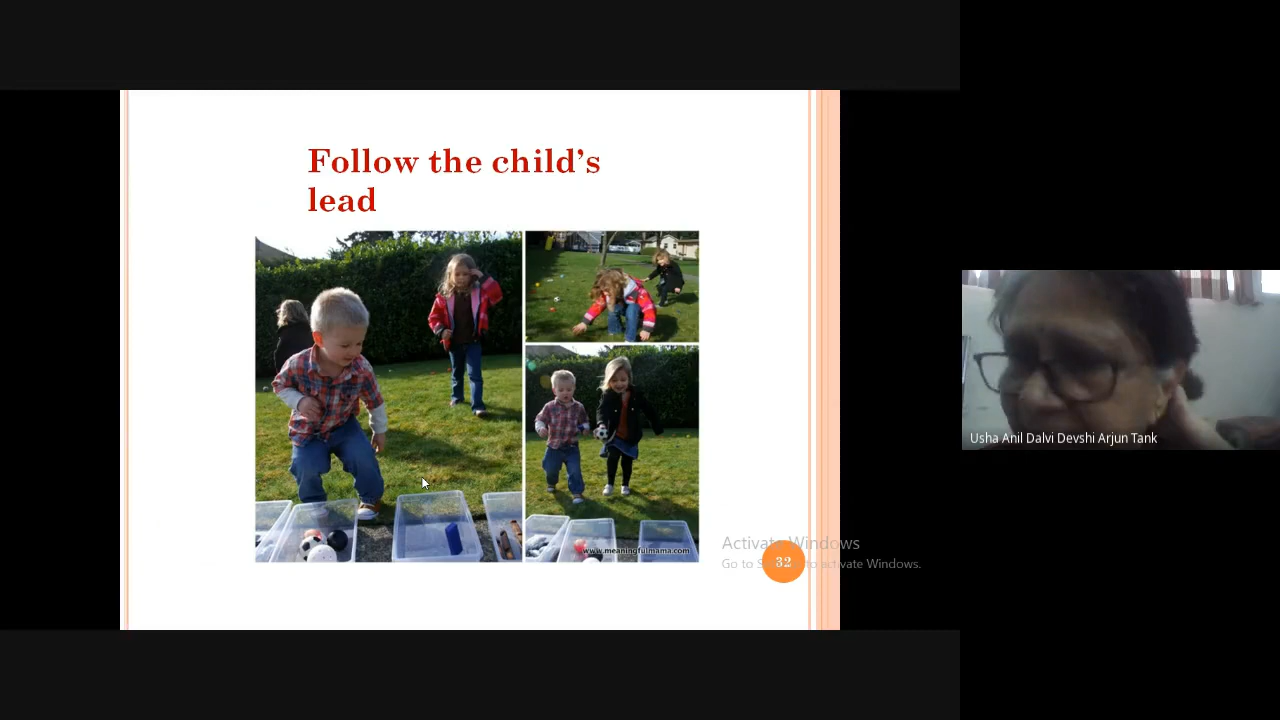 Follow the child's
lead
www.meaningfulmama.com
Activate Windows
Go to S to activate Windows.
32
Usha Anil Dalvi Devshi Arjun Tank